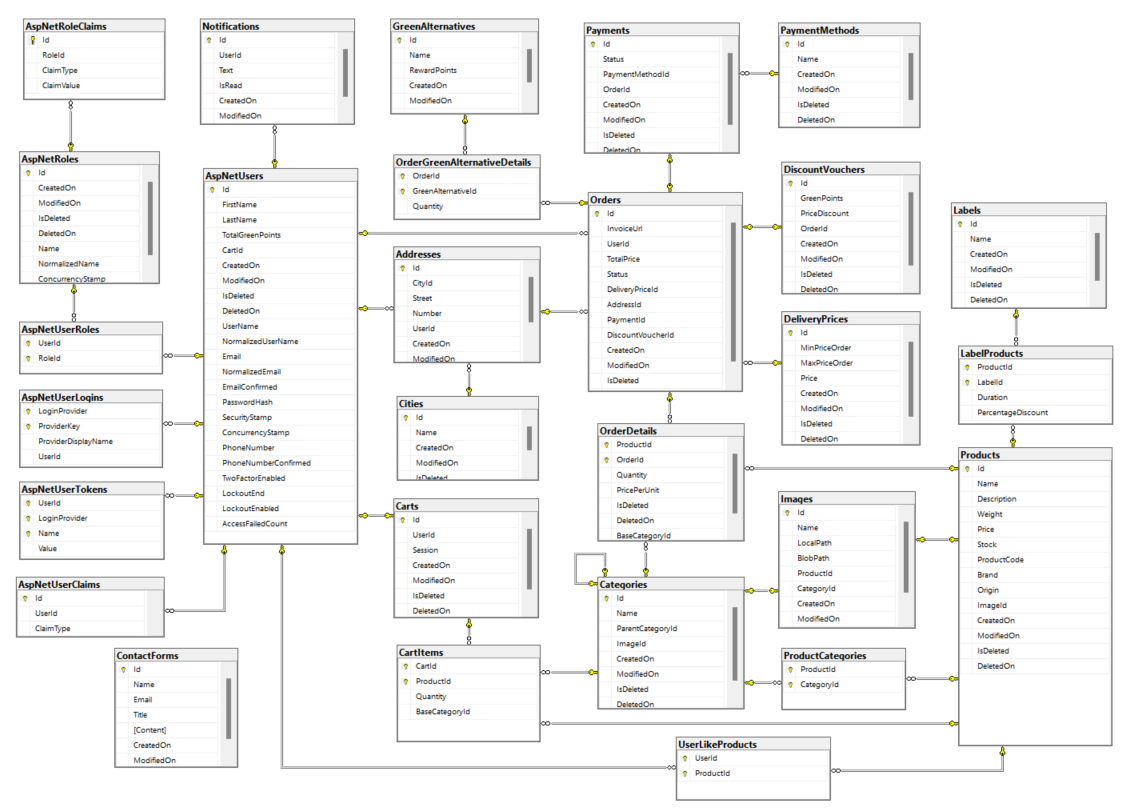 AspNetRoleClaims
Id
RoleId
ClaimType
ClaimValue
Notifications
Id
UserId
Text
IsRead
CreatedOn
ModifiedOn
GreenAlternatives
Id
Name
RewardPoints
CreatedOn
ModifiedOn
Payments
Id
Status
PaymentMethodId
OrderId
CreatedOn
ModifiedOn
IsDeleted
DeletedOn
PaymentMethods
Id
Name
CreatedOn
ModifiedOn
IsDeleted
DeletedOn
AspNetRoles
Id
CreatedOn
ModifiedOn
IsDeleted
DeletedOn
Name
NormalizedName
ConcurrencyStamp
AspNetUsers
Id
FirstName
LastName
TotalGreenPoints
CartId
CreatedOn
ModifiedOn
IsDeleted
DeletedOn
UserName
NormalizedUserName
Email
NormalizedEmail
EmailConfirmed
PasswordHash
SecurityStamp
ConcurrencyStamp
PhoneNumber
PhoneNumberConfirmed
TwoFactorEnabled
LockoutEnd
LockoutEnabled
AccessFailedCount
OrderGreenAlternativeDetails
OrderId
GreenAlternativeId
Quantity
Orders
Id
InvoiceUrl
UserId
TotalPrice
Status
DeliveryPriceId
AddressId
PaymentId
DiscountVoucherId
CreatedOn
ModifiedOn
IsDeleted
DiscountVouchers
Id
GreenPoints
PriceDiscount
OrderId
CreatedOn
ModifiedOn
IsDeleted
DeletedOn
Labels
Id
Name
CreatedOn
ModifiedOn
IsDeleted
DeletedOn
Addresses
Id
CityId
Street
Number
UserId
CreatedOn
ModifiedOn
DeliveryPrices
Id
MinPriceOrder
MaxPriceOrder
Price
CreatedOn
ModifiedOn
IsDeleted
DeletedOn
AspNetUserRoles
UserId
RoleId
LabelProducts
ProductId
LabelId
Duration
PercentageDiscount
AspNetUserLogins
LoginProvider
ProviderKey
ProviderDisplayName
UserId
Cities
Id
Name
CreatedOn
ModifiedOn
IsDeleted
OrderDetails
ProductId
OrderId
Quantity
PricePerUnit
IsDeleted
DeletedOn
BaseCategoryId
Products
Id
Name
Description
Weight
Price
Stock
ProductCode
Brand
Origin
ImageId
CreatedOn
ModifiedOn
IsDeleted
DeletedOn
AspNetUserTokens
UserId
LoginProvider
Name
Value
Carts
Id
UserId
Session
CreatedOn
ModifiedOn
IsDeleted
DeletedOn
Images
Id
Name
LocalPath
BlobPath
ProductId
CategoryId
CreatedOn
ModifiedOn
AspNetUserClaims
Id
UserId
ClaimType
Categories
Id
Name
ParentCategoryId
ImageId
CreatedOn
ModifiedOn
IsDeleted
DeletedOn
ContactForms
Id
Name
Email
Title
[Content]
CreatedOn
ModifiedOn
CartItems
CartId
ProductId
Quantity
BaseCategoryId
ProductCategories
ProductId
CategoryId
UserLikeProducts
UserId
ProductId